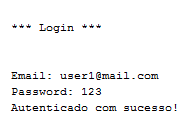 *** Login ***
Email: user1@mail.com
Password: 123
Autenticado com sucesso!